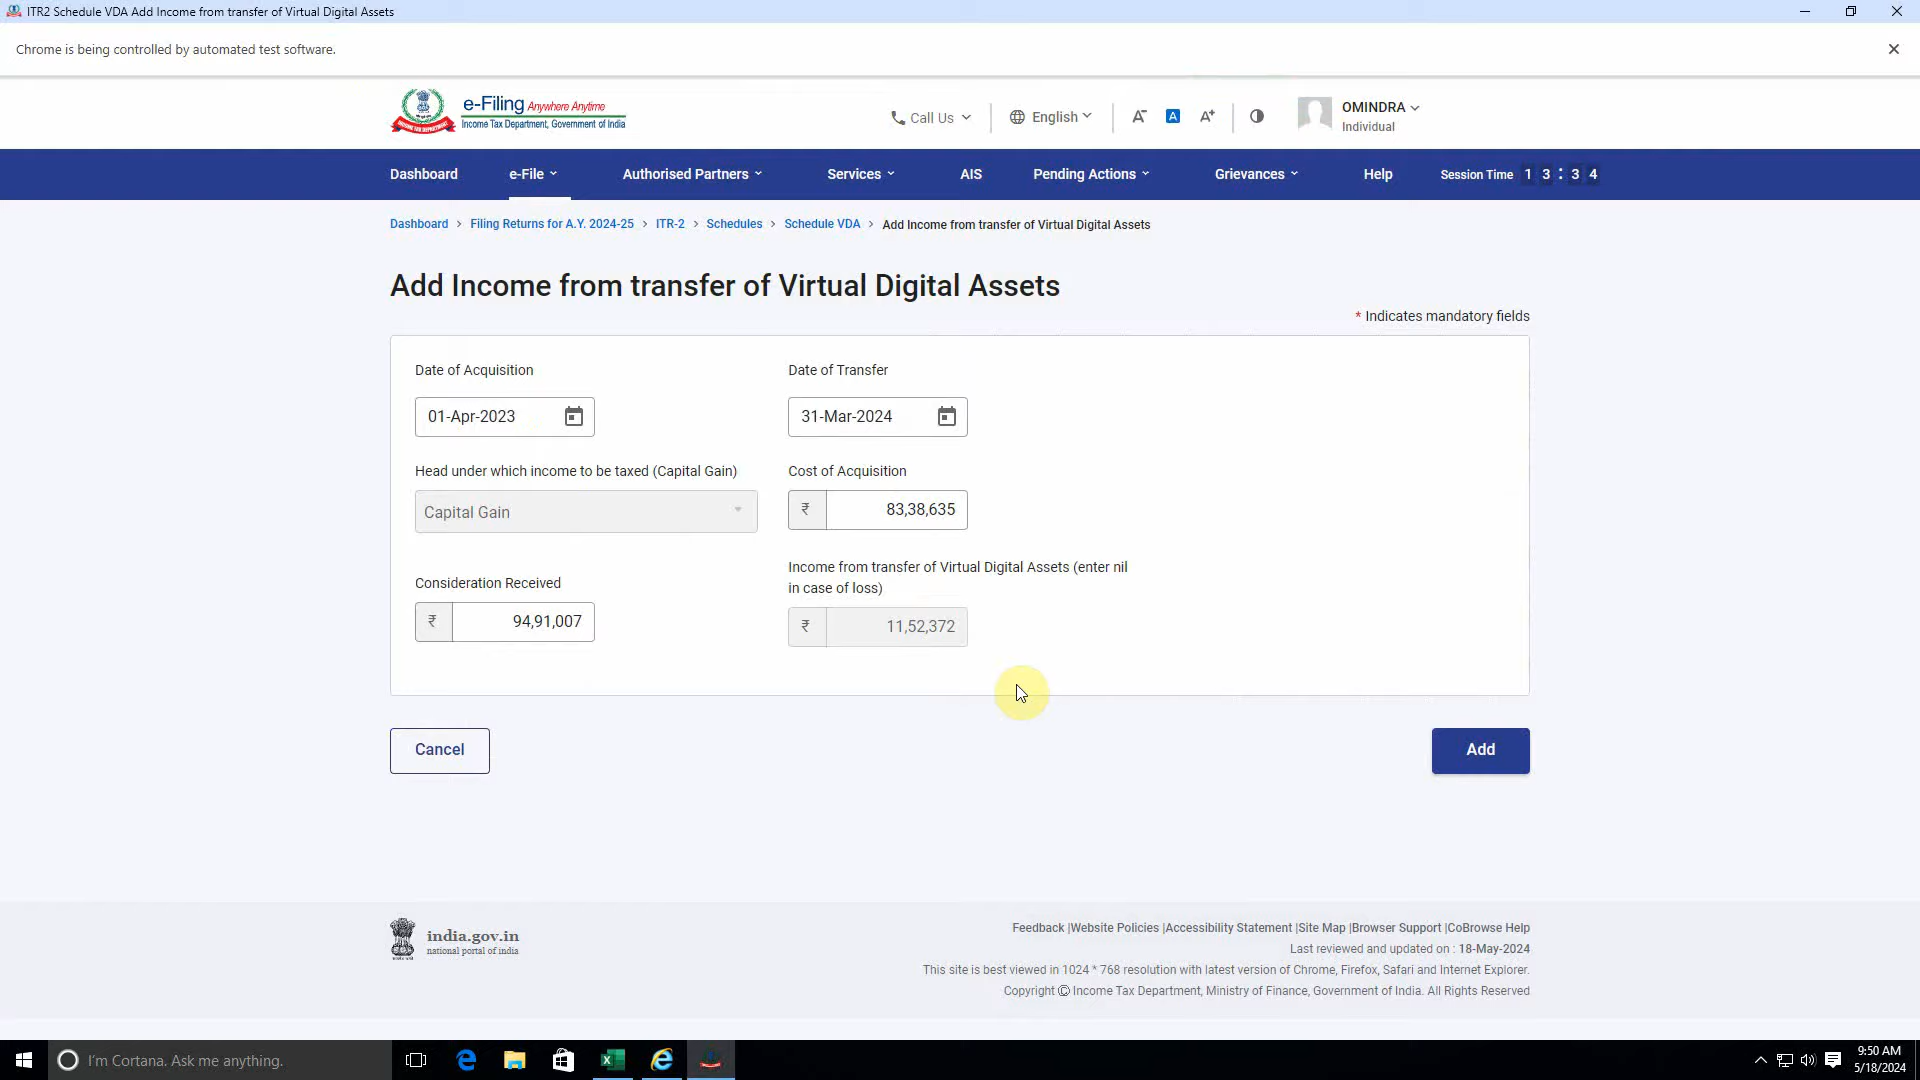 ITR2 Schedule VDA Add Income from transfer of Virtual Digital Assets
Chrome is being controlled by automated test software.
e-Filing Anywhere Anytime
Income Tax Department, Government of India
Call Us
English
A-
A
A+
OMINDRA
Individual
Dashboard e-File Authorised Partners Services AIS Pending Actions Grievances Help Session Time 1 3 : 3 4
Dashboard > Filing Returns for A.Y. 2024-25 > ITR-2 > Schedules > Schedule VDA > Add Income from transfer of Virtual Digital Assets
Add Income from transfer of Virtual Digital Assets
* Indicates mandatory fields
Date of Acquisition
Date of Transfer
01-Apr-2023
31-Mar-2024
Head under which income to be taxed (Capital Gain)
Cost of Acquisition
Capital Gain
₹ 83,38,635
Income from transfer of Virtual Digital Assets (enter nil
in case of loss)
Consideration Received
₹ 94,91,007
₹ 11,52,372
Cancel
Add
india.gov.in
national portal of india
Feedback |Website Policies |Accessibility Statement |Site Map |Browser Support |CoBrowse Help
Last reviewed and updated on : 18-May-2024
This site is best viewed in 1024 * 768 resolution with latest version of Chrome, Firefox, Safari and Internet Explorer.
Copyright © Income Tax Department, Ministry of Finance, Government of India. All Rights Reserved
I'm Cortana. Ask me anything.
9:50 AM
5/18/2024